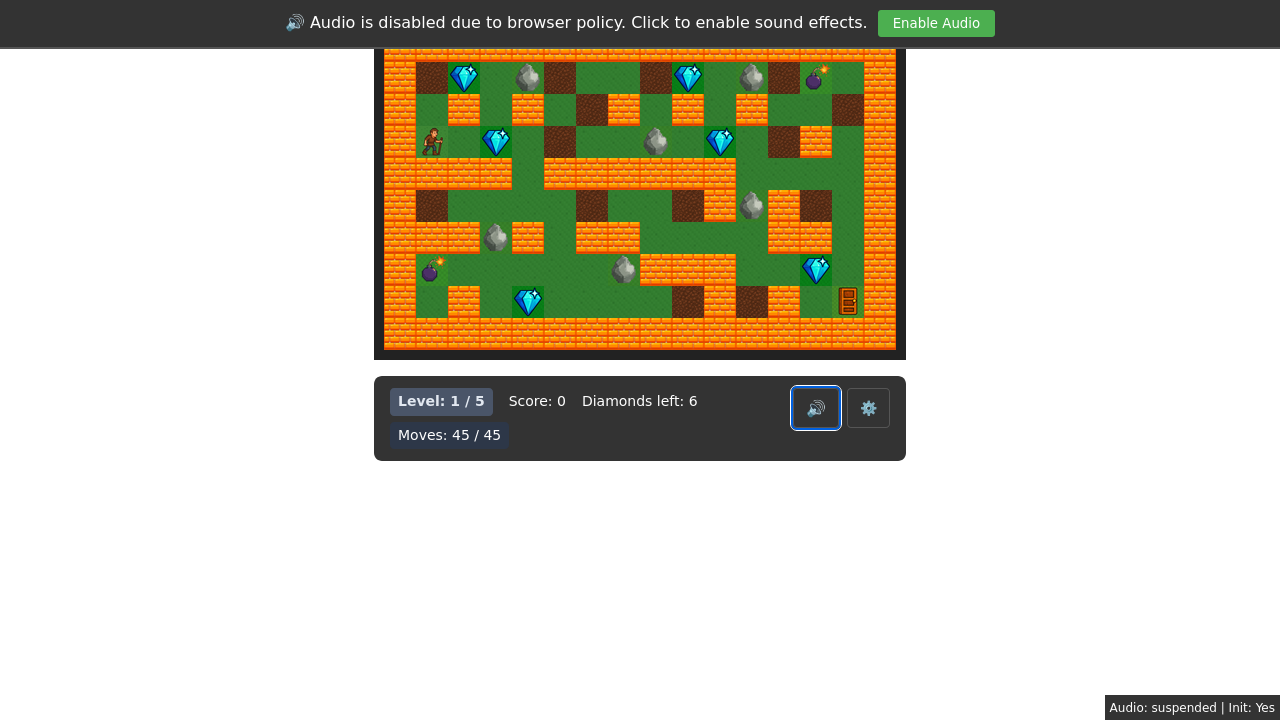 🔊 Audio is disabled due to browser policy. Click to enable sound effects. Enable Audio
Level: 1 / 5 Score: 0 Diamonds left: 6
Moves: 45 / 45
Audio: suspended | Init: Yes